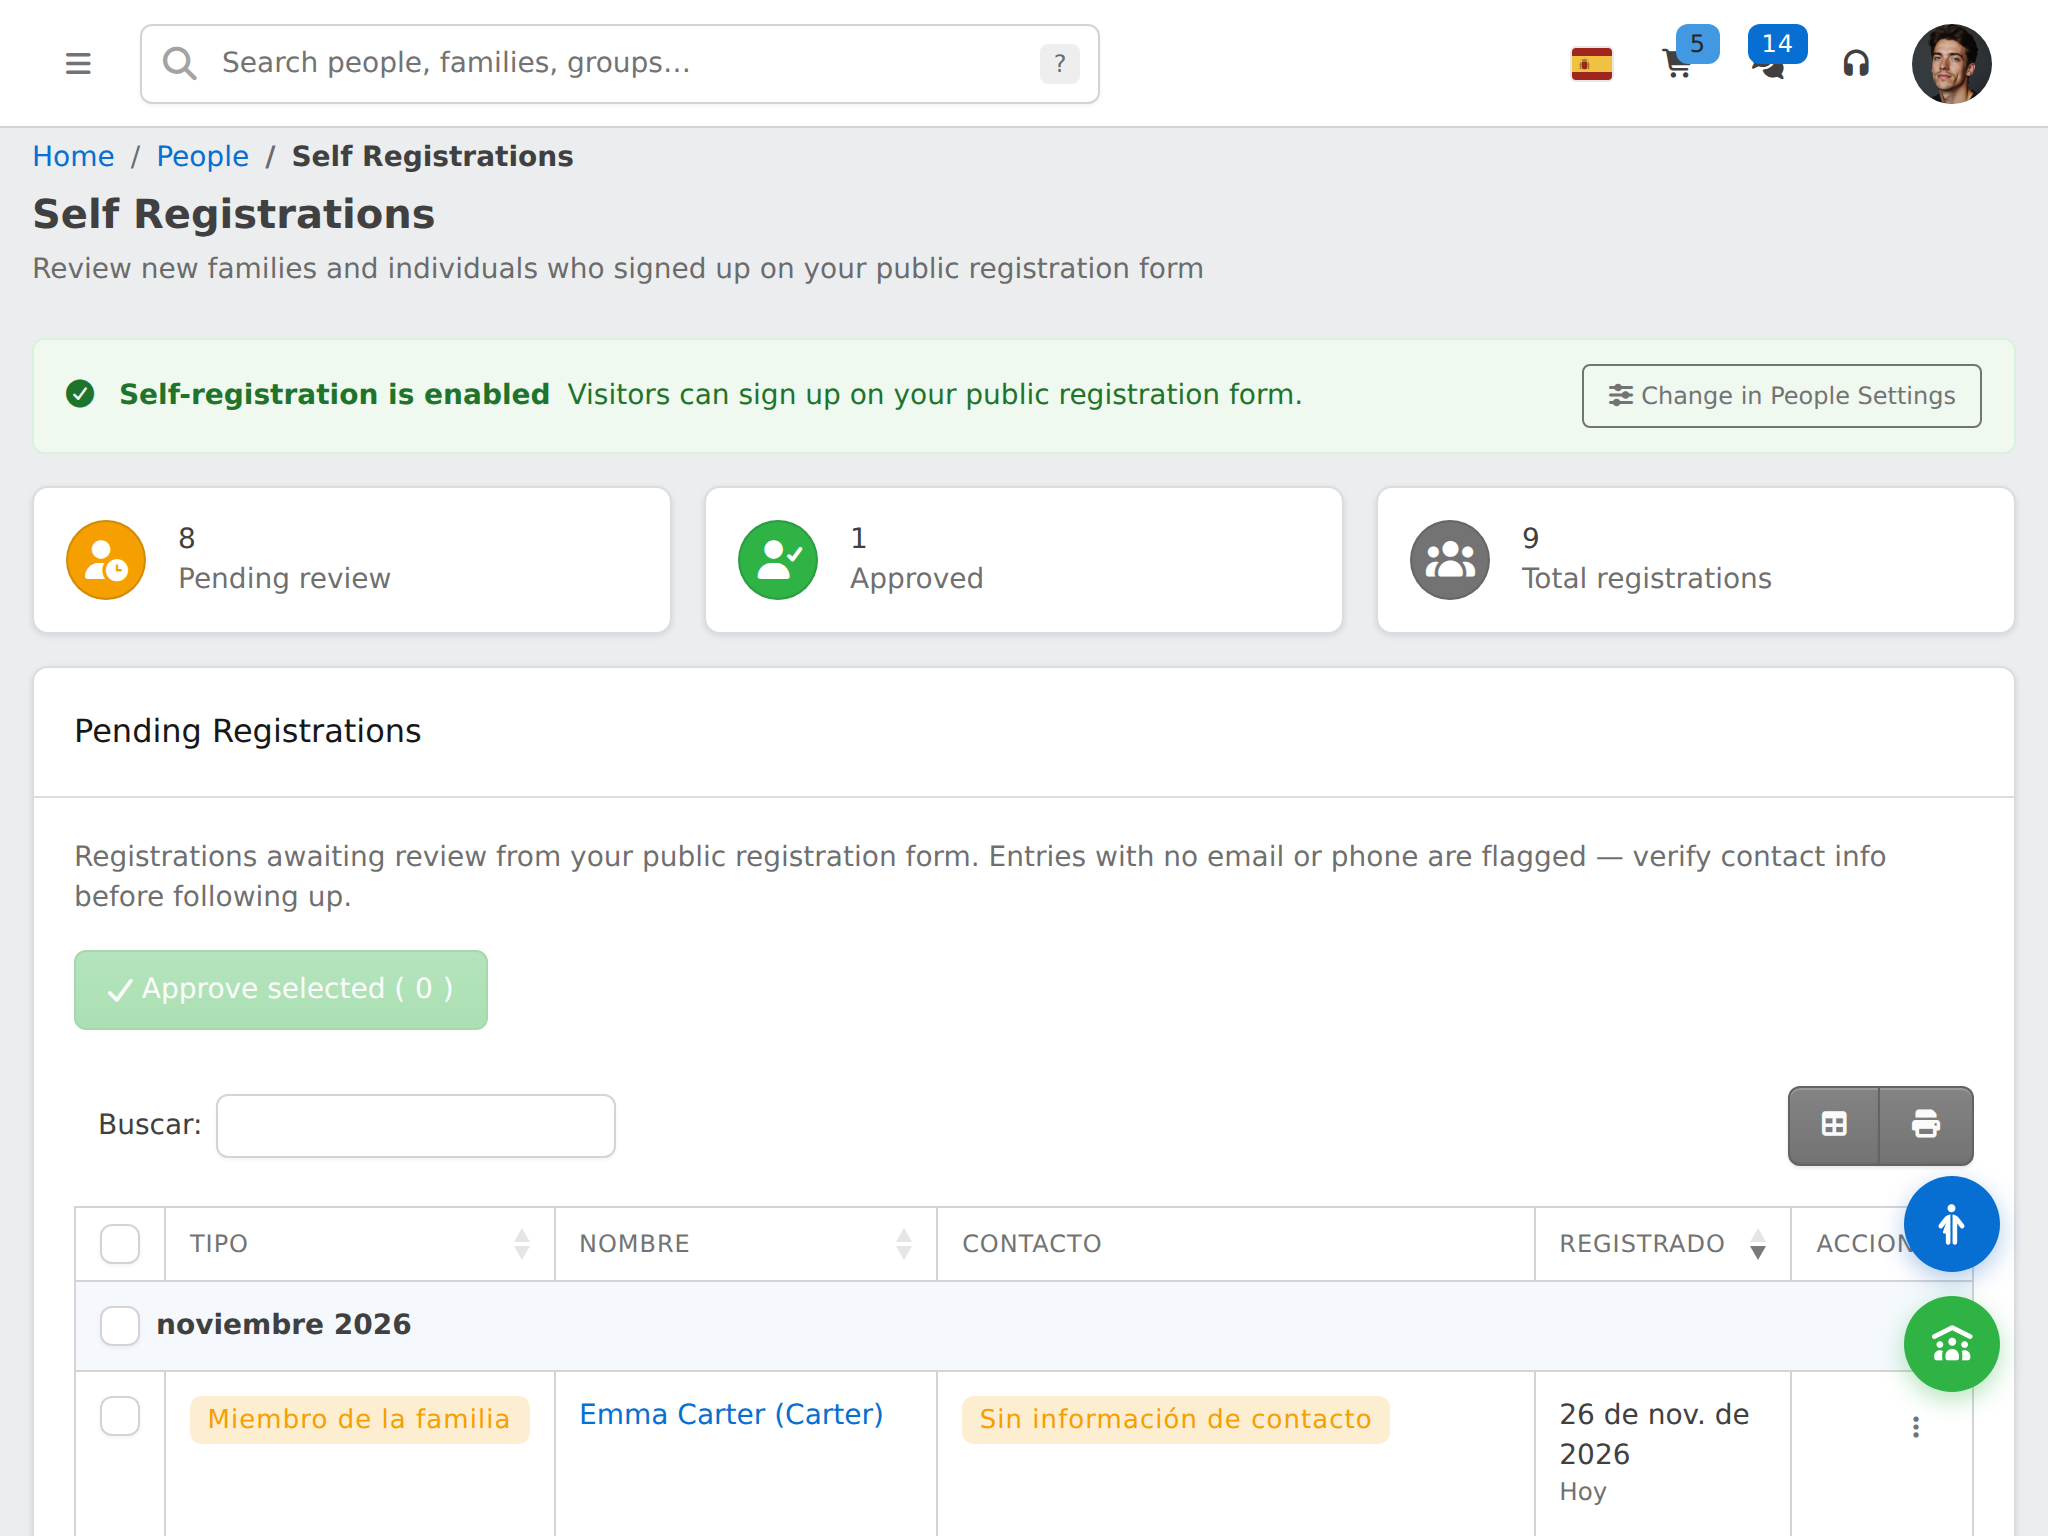 Search people, families, groups...
?
5
14
Home / People / Self Registrations
Self Registrations
Review new families and individuals who signed up on your public registration form
Self-registration is enabled Visitors can sign up on your public registration form.
Change in People Settings
8
Pending review
1
Approved
9
Total registrations
Pending Registrations
Registrations awaiting review from your public registration form. Entries with no email or phone are flagged — verify contact info
before following up.
Approve selected ( 0 )
Buscar:
TIPO
NOMBRE
CONTACTO
REGISTRADO
noviembre 2026
Miembro de la familia
Emma Carter (Carter)
Sin información de contacto
26 de nov. de
2026
Hoy